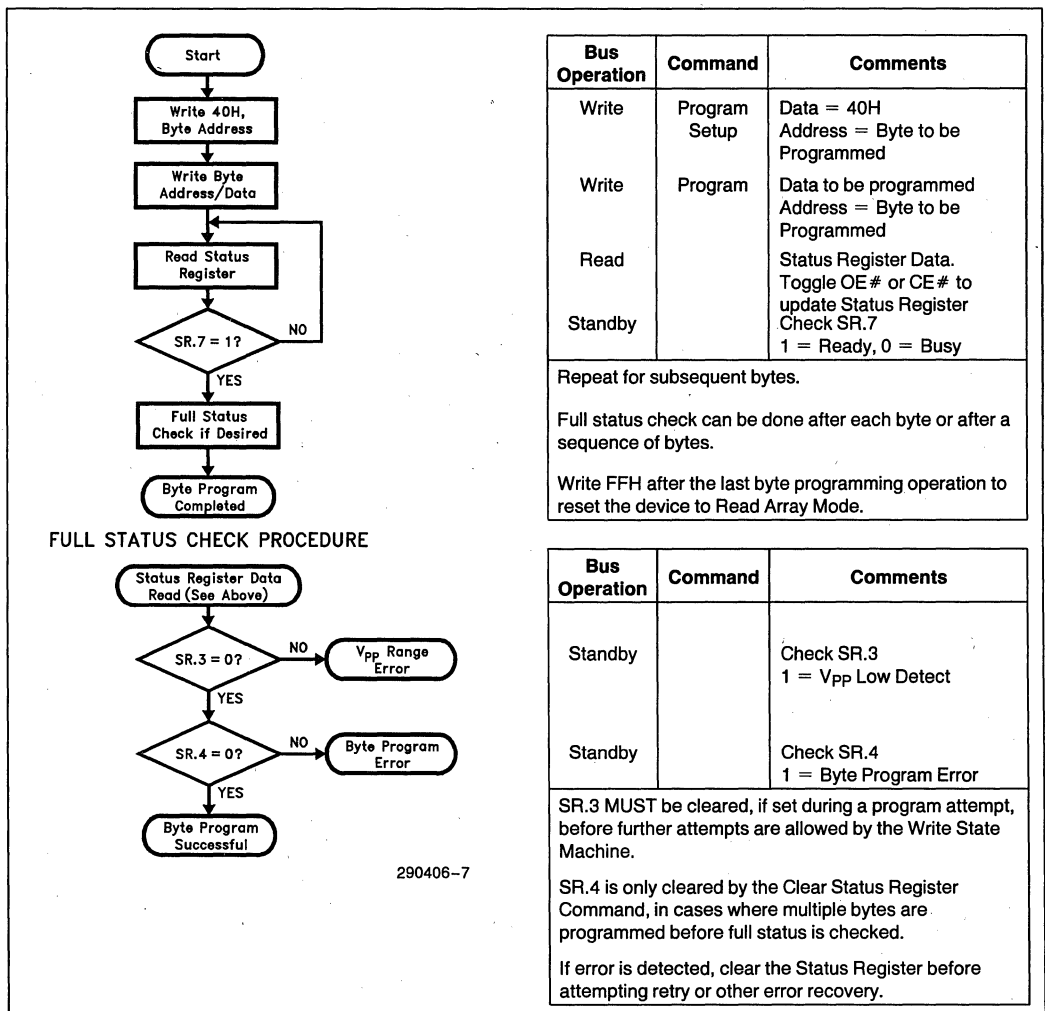 Start
Write 40H,
Byte Address
Write Byte
Address/Data
Read Status
Register
SR.7 = 1?
NO
YES
Full Status
Check if Desired
Byte Program
Completed
Bus
Operation
Command
Comments
Write
Program
Setup
Data = 40H
Address = Byte to be
Programmed
Write
Program
Data to be programmed
Address = Byte to be
Programmed
Read
Status Register Data.
Toggle OE# or CE# to
update Status Register
Standby
Check SR.7
1 = Ready, 0 = Busy
Repeat for subsequent bytes.
Full status check can be done after each byte or after a
sequence of bytes.
Write FFH after the last byte programming operation to
reset the device to Read Array Mode.
FULL STATUS CHECK PROCEDURE
Status Register Data
Read (See Above)
SR.3 = 0?
NO
VPP Range
Error
YES
SR.4 = 0?
NO
Byte Program
Error
YES
Byte Program
Successful
290406-7
Bus
Operation
Command
Comments
Standby
Check SR.3
1 = VPP Low Detect
Standby
Check SR.4
1 = Byte Program Error
SR.3 MUST be cleared, if set during a program attempt,
before further attempts are allowed by the Write State
Machine.
SR.4 is only cleared by the Clear Status Register
Command, in cases where multiple bytes are
programmed before full status is checked.
If error is detected, clear the Status Register before
attempting retry or other error recovery.